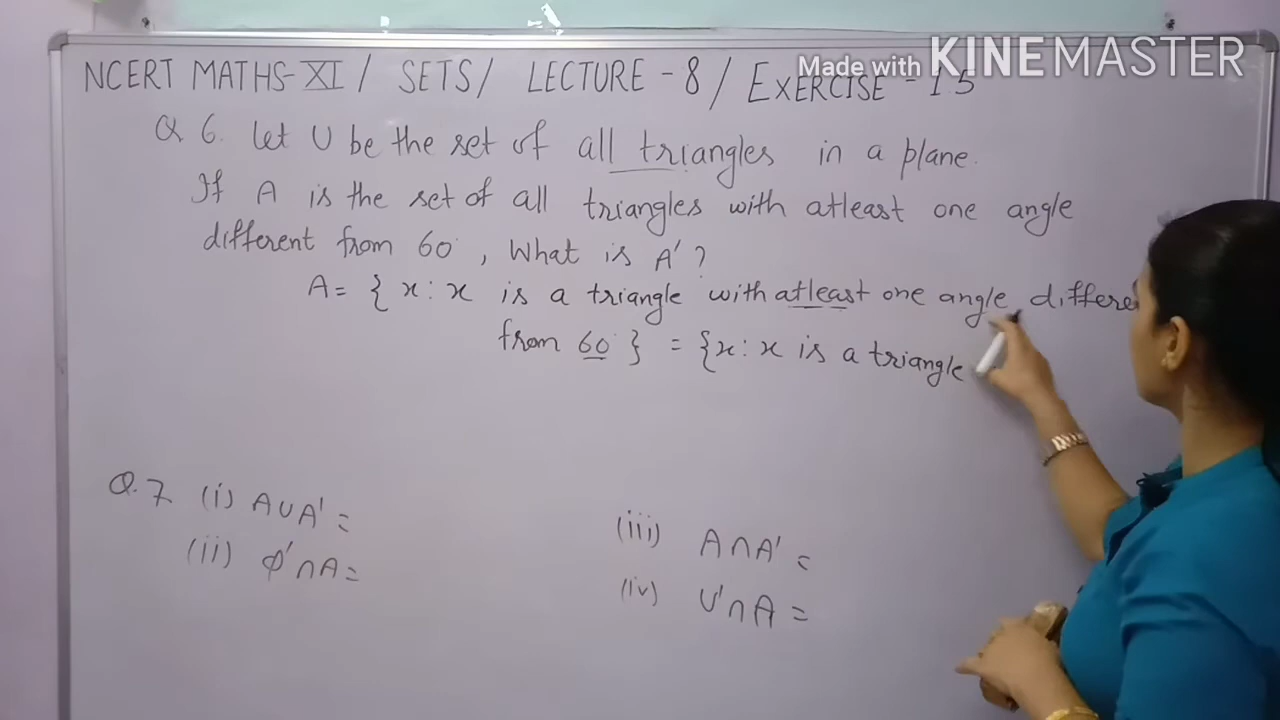 Made with KINEMASTER
NCERT MATHS-XI / SETS / LECTURE - 8 / EXERCISE - 1.5
Q 6. Let U be the set of all triangles in a plane.
If A is the set of all triangles with atleast one angle
different from 60°, What is A' ?
A = { x : x is a triangle with atleast one angle differe
from 60° } = {x : x is a triangle
Q.7 (i) A∪A' =
(ii) φ'∩A =
(iii) A∩A' =
(iv) U'∩A =